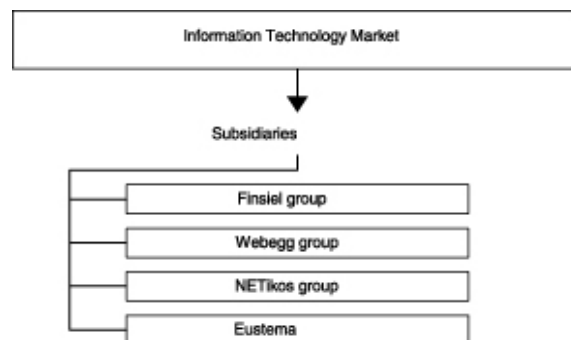 Information Technology Market
Subsidiaries
Finsiel group
Webegg group
NETikos group
Eustema